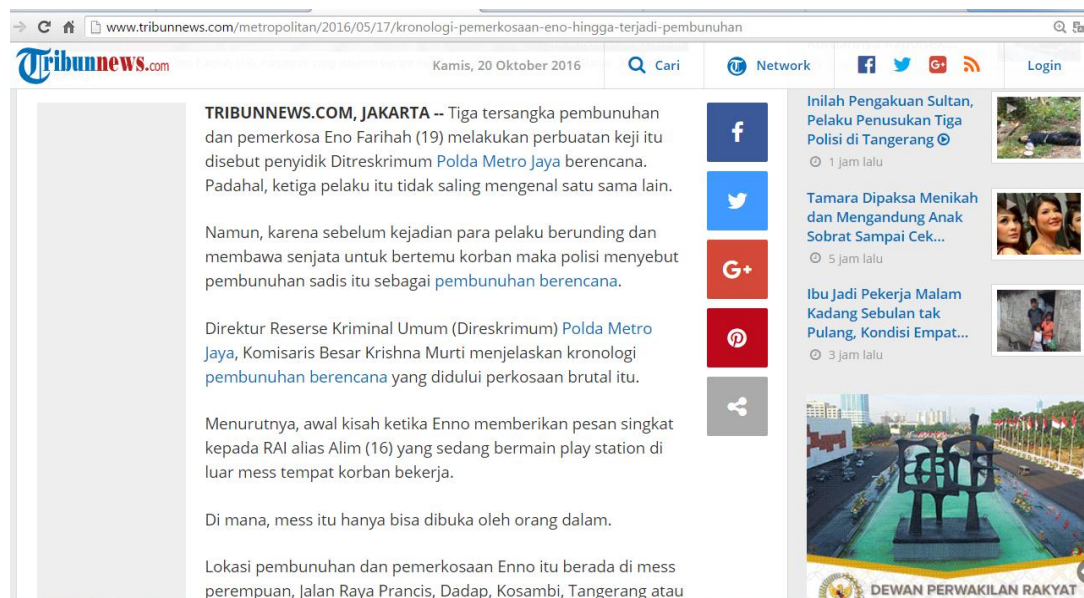 www.tribunnews.com/metropolitan/2016/05/17/kronologi-pemerkosaan-eno-hingga-terjadi-pembunuhan
Tribunnews.com
Kamis, 20 Oktober 2016
Cari
Network
Login
TRIBUNNEWS.COM, JAKARTA -- Tiga tersangka pembunuhan
dan pemerkosa Eno Farihah (19) melakukan perbuatan keji itu
disebut penyidik Ditreskrimum Polda Metro Jaya berencana.
Padahal, ketiga pelaku itu tidak saling mengenal satu sama lain.
Namun, karena sebelum kejadian para pelaku berunding dan
membawa senjata untuk bertemu korban maka polisi menyebut
pembunuhan sadis itu sebagai pembunuhan berencana.
Direktur Reserse Kriminal Umum (Direskrimum) Polda Metro
Jaya, Komisaris Besar Krishna Murti menjelaskan kronologi
pembunuhan berencana yang didului perkosaan brutal itu.
Menurutnya, awal kisah ketika Enno memberikan pesan singkat
kepada RAI alias Alim (16) yang sedang bermain play station di
luar mess tempat korban bekerja.
Di mana, mess itu hanya bisa dibuka oleh orang dalam.
Lokasi pembunuhan dan pemerkosaan Enno itu berada di mess
perempuan, Jalan Raya Prancis, Dadap, Kosambi, Tangerang atau
G+
Inilah Pengakuan Sultan,
Pelaku Penusukan Tiga
Polisi di Tangerang
1 jam lalu
Tamara Dipaksa Menikah
dan Mengandung Anak
Sobrat Sampai Cek...
5 jam lalu
Ibu Jadi Pekerja Malam
Kadang Sebulan tak
Pulang, Kondisi Empat...
3 jam lalu
DEWAN PERWAKILAN RAKYAT